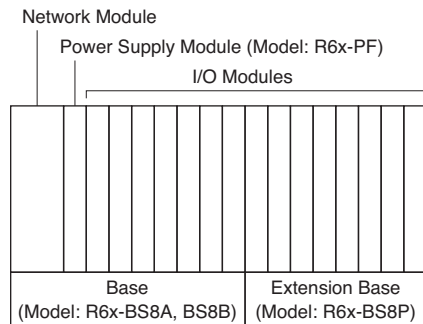 Network Module
Power Supply Module (Model: R6x-PF)
I/O Modules
Base
(Model: R6x-BS8A, BS8B)
Extension Base
(Model: R6x-BS8P)